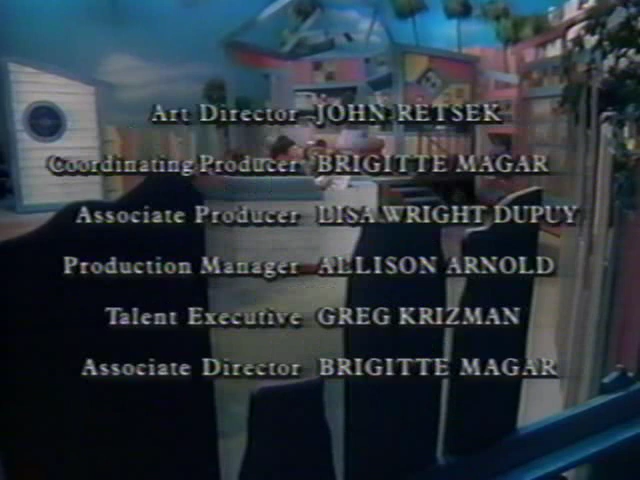 Art Director JOHN RETSEK
Coordinating Producer BRIGITTE MAGAR
Associate Producer LISA WRIGHT DUPUY
Production Manager ALLISON ARNOLD
Talent Executive GREG KRIZMAN
Associate Director BRIGITTE MAGAR